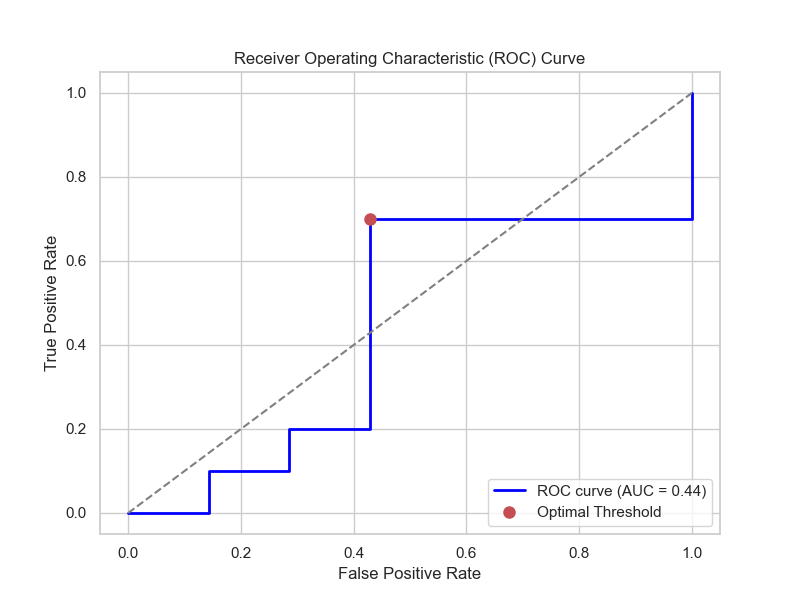 Receiver Operating Characteristic (ROC) Curve
True Positive Rate
1.0
0.8
0.6
0.4
0.2
0.0
ROC curve (AUC = 0.44)
Optimal Threshold
0.0 0.2 0.4 0.6 0.8 1.0
False Positive Rate